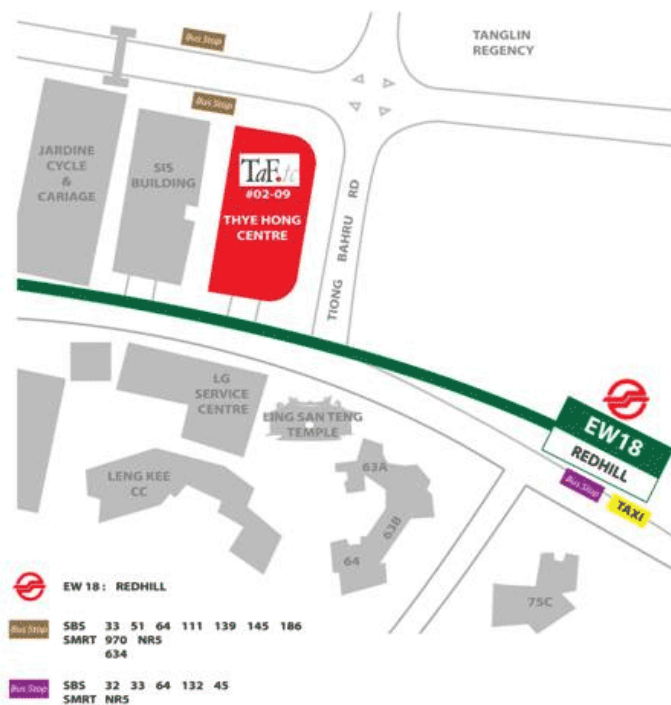 Bus Stop
TANGLIN
REGENCY
Bus Stop
JARDINE
CYCLE
&
CARIAGE
SIS
BUILDING
TaF.tc
#02-09
THYE HONG
CENTRE
TIONG BAHRU RD
LG
SERVICE
CENTRE
LING SAN TENG
TEMPLE
EW18
REDHILL
63A
LENG KEE
CC
Bus Stop
TAXI
63B
64
75C
EW 18 : REDHILL
Bus Stop SBS 33 51 64 111 139 145 186
SMRT 970 NR5
634
Bus Stop SBS 32 33 64 132 45
SMRT NR5